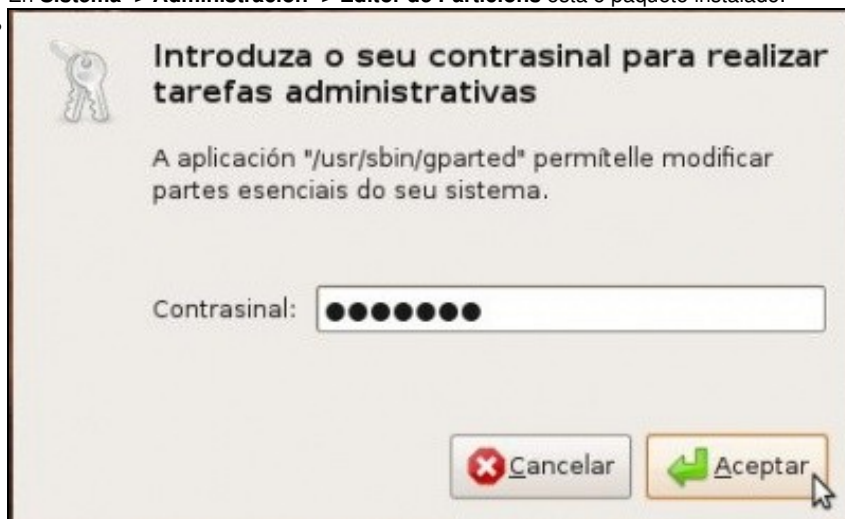 En Sistema -> Administración -> Editor de Particións está o paquete instalado:
Introduza o seu contrasinal para realizar
tarefas administrativas
A aplicación "/usr/sbin/gparted" permítelle modificar
partes esenciais do seu sistema.
Contrasinal: ●●●●●●●
Cancelar
Aceptar